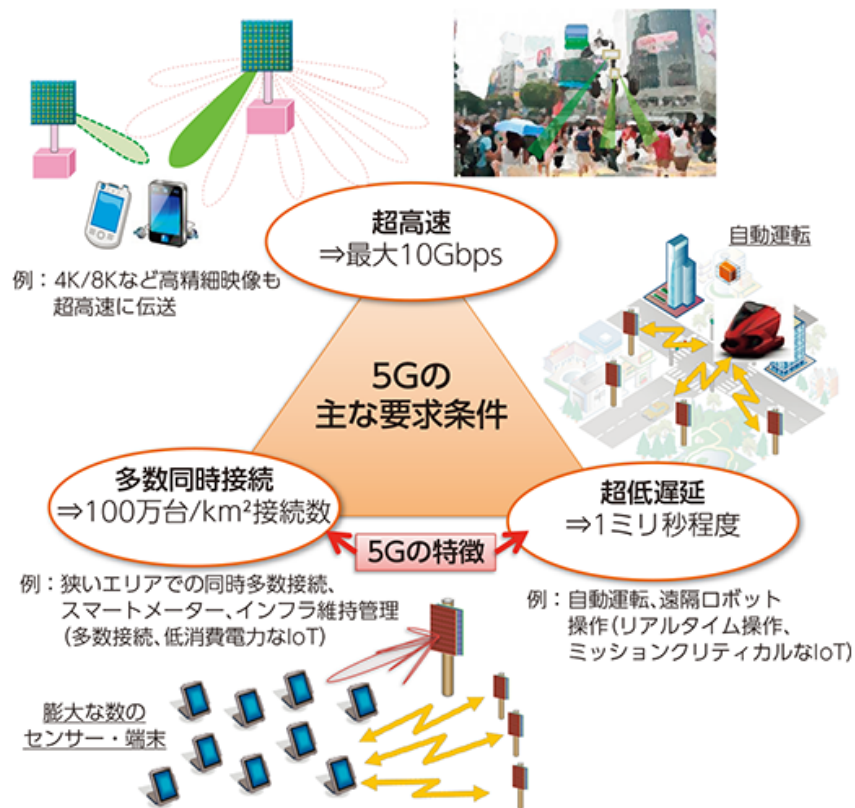 超高速
⇒最大10Gbps
例：4K/8Kなど高精細映像も
超高速に伝送
自動運転
5Gの
主な要求条件
多数同時接続
⇒100万台/km²接続数
超低遅延
⇒1ミリ秒程度
5Gの特徴
例：狭いエリアでの同時多数接続、
スマートメーター、インフラ維持管理
(多数接続、低消費電力なIoT)
例：自動運転、遠隔ロボット
操作(リアルタイム操作、
ミッションクリティカルなIoT)
膨大な数の
センサー・端末